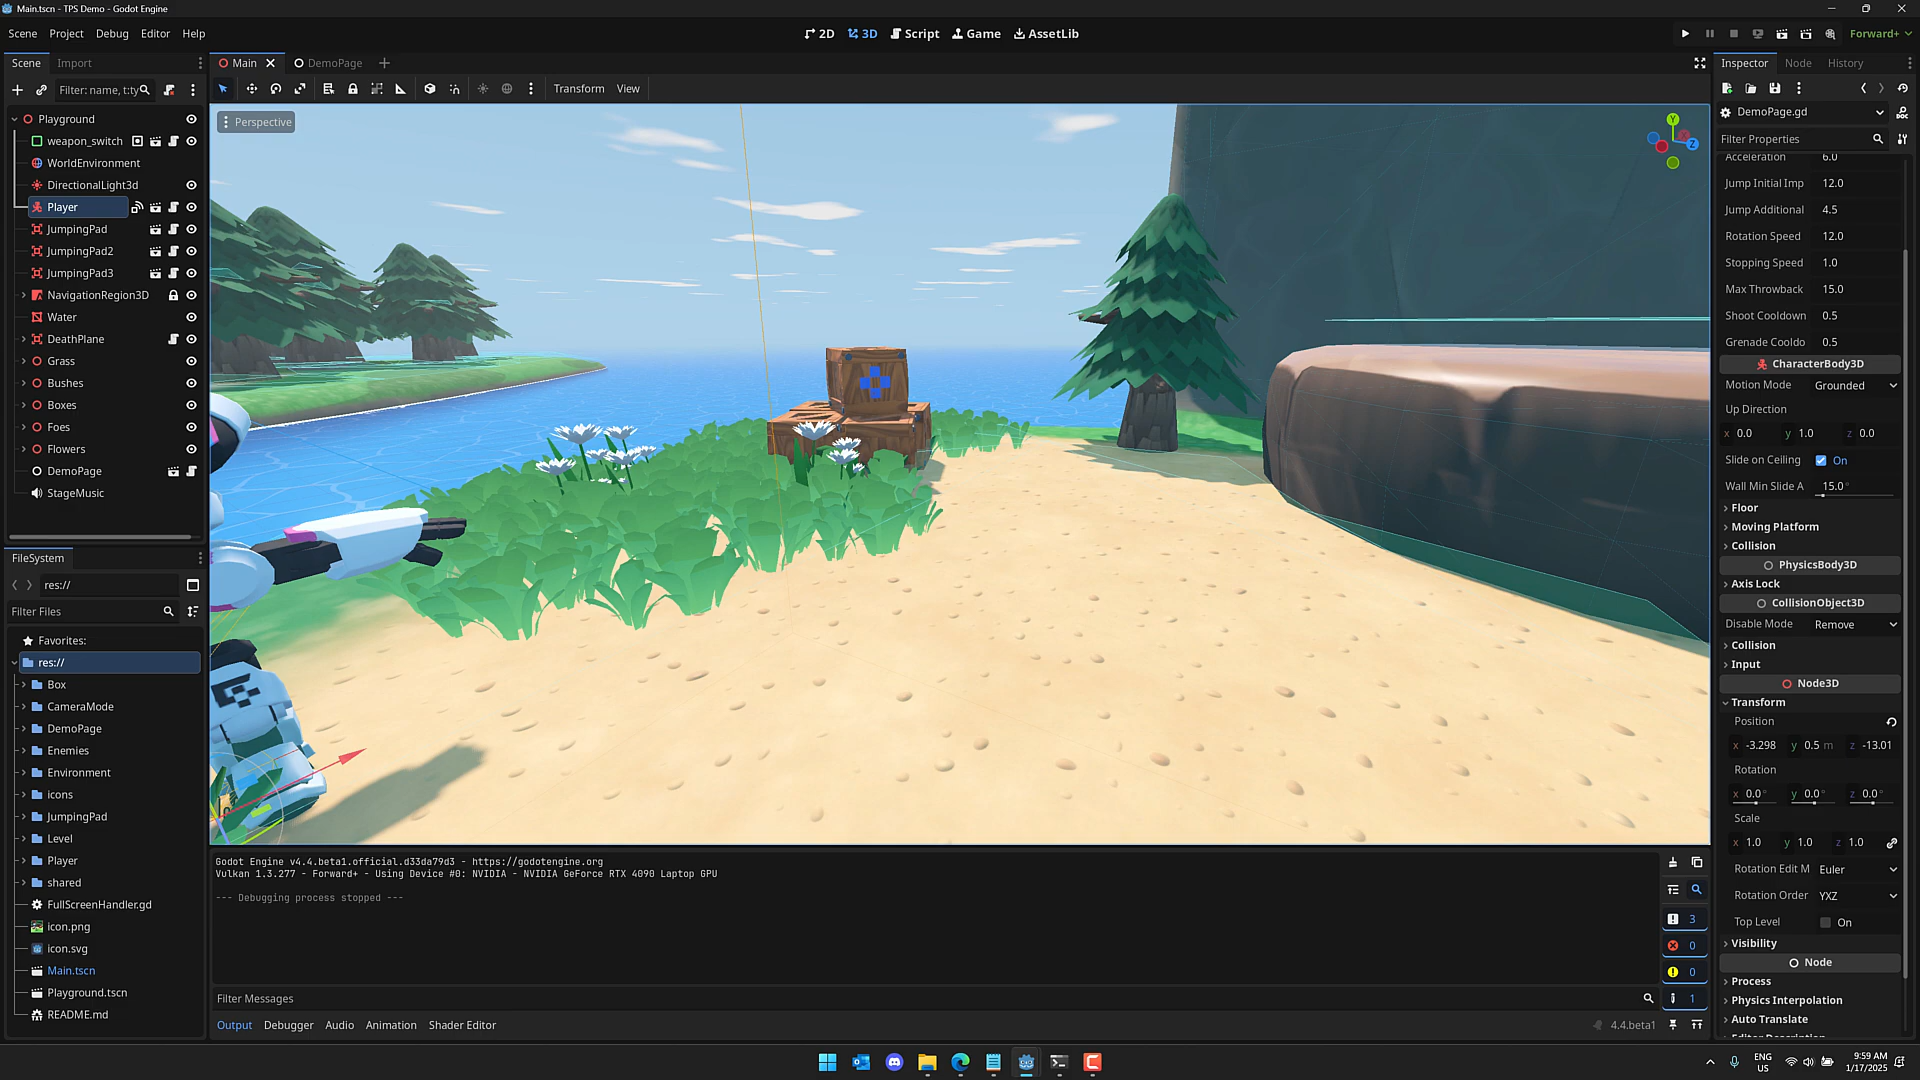 Main.tscn - TPS Demo - Godot Engine
Scene Project Debug Editor Help
2D 3D Script Game AssetLib
Forward+
Scene Import
Main DemoPage
Inspector Node History
Filter: name, t:ty
Transform View
Perspective
Playground
weapon_switch
WorldEnvironment
DirectionalLight3d
Player
JumpingPad
JumpingPad2
JumpingPad3
NavigationRegion3D
Water
DeathPlane
Grass
Bushes
Boxes
Foes
Flowers
DemoPage
StageMusic
FileSystem
res://
Filter Files
Favorites:
res://
Box
CameraMode
DemoPage
Enemies
Environment
icons
JumpingPad
Level
Player
shared
FullScreenHandler.gd
icon.png
icon.svg
Main.tscn
Playground.tscn
README.md
Y
Z
Godot Engine v4.4.beta1.official.d33da79d3 - https://godotengine.org
Vulkan 1.3.277 - Forward+ - Using Device #0: NVIDIA - NVIDIA GeForce RTX 4090 Laptop GPU
--- Debugging process stopped ---
3
0
0
1
Filter Messages
Output Debugger Audio Animation Shader Editor
4.4.beta1
DemoPage.gd
Filter Properties
Acceleration 6.0
Jump Initial Imp 12.0
Jump Additional 4.5
Rotation Speed 12.0
Stopping Speed 1.0
Max Throwback 15.0
Shoot Cooldown 0.5
Grenade Cooldo 0.5
CharacterBody3D
Motion Mode Grounded
Up Direction
x 0.0 y 1.0 z 0.0
Slide on Ceiling On
Wall Min Slide A 15.0°
Floor
Moving Platform
Collision
PhysicsBody3D
Axis Lock
CollisionObject3D
Disable Mode Remove
Collision
Input
Node3D
Transform
Position
x -3.298 y 0.5 m z -13.01
Rotation
x 0.0° y 0.0° z 0.0°
Scale
x 1.0 y 1.0 z 1.0
Rotation Edit M Euler
Rotation Order YXZ
Top Level On
Visibility
Node
Process
Physics Interpolation
Auto Translate
Editor Description
ENG
US
9:59 AM
1/17/2025